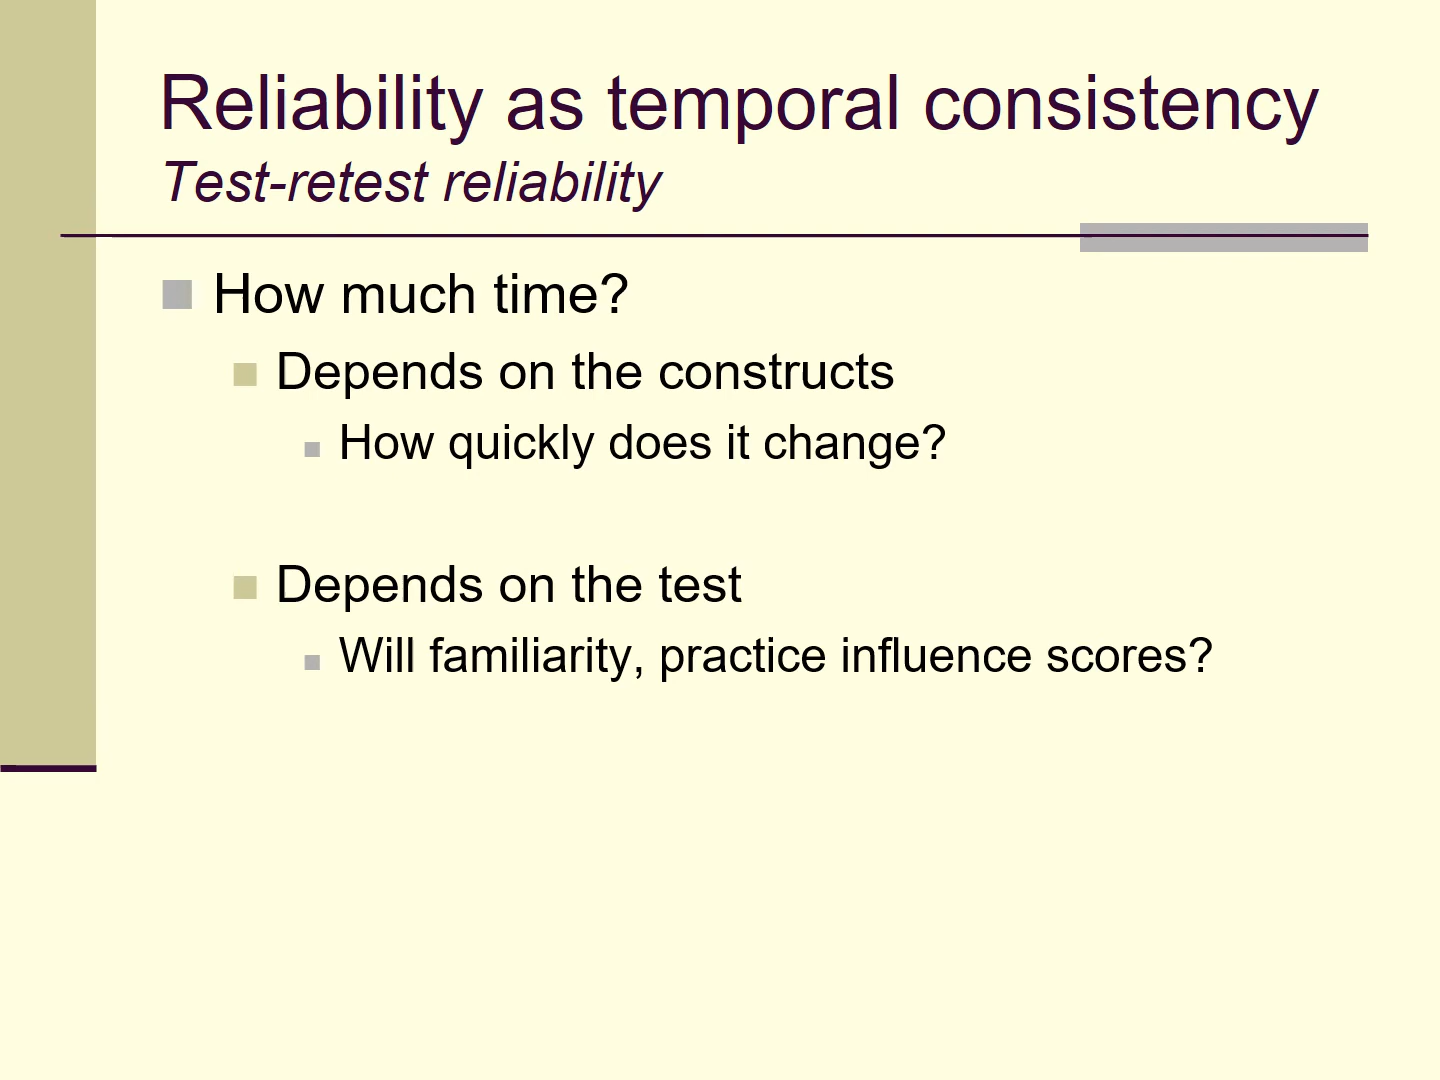 Reliability as temporal consistency
Test-retest reliability
How much time?
Depends on the constructs
How quickly does it change?
Depends on the test
Will familiarity, practice influence scores?